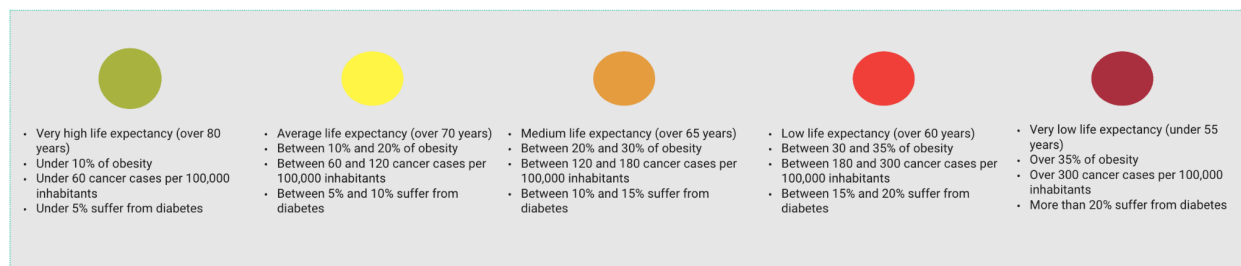 • Very high life expectancy (over 80
years)
• Under 10% of obesity
• Under 60 cancer cases per 100,000
inhabitants
• Under 5% suffer from diabetes
• Average life expectancy (over 70 years)
• Between 10% and 20% of obesity
• Between 60 and 120 cancer cases per
100,000 inhabitants
• Between 5% and 10% suffer from
diabetes
• Medium life expectancy (over 65 years)
• Between 20% and 30% of obesity
• Between 120 and 180 cancer cases per
100,000 inhabitants
• Between 10% and 15% suffer from
diabetes
• Low life expectancy (over 60 years)
• Between 30 and 35% of obesity
• Between 180 and 300 cancer cases per
100,000 inhabitants
• Between 15% and 20% suffer from
diabetes
• Very low life expectancy (under 55
years)
• Over 35% of obesity
• Over 300 cancer cases per 100,000
inhabitants
• More than 20% suffer from diabetes